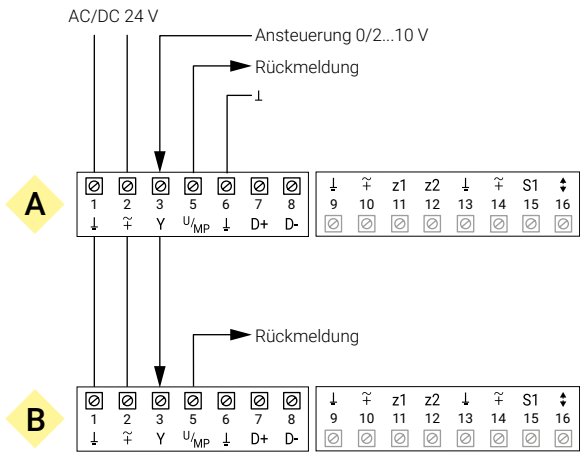 AC/DC 24 V
Ansteuerung 0/2...10 V
Rückmeldung
⊥
A
1 2 3 5 6 7 8
⏚ ≂ Y U/MP ⏚ D+ D-
⏚ ≂ z1 z2 ⏚ ≂ S1
9 10 11 12 13 14 15 16
Rückmeldung
B
1 2 3 5 6 7 8
⏚ ≂ Y U/MP ⏚ D+ D-
⏚ ≂ z1 z2 ⏚ ≂ S1
9 10 11 12 13 14 15 16